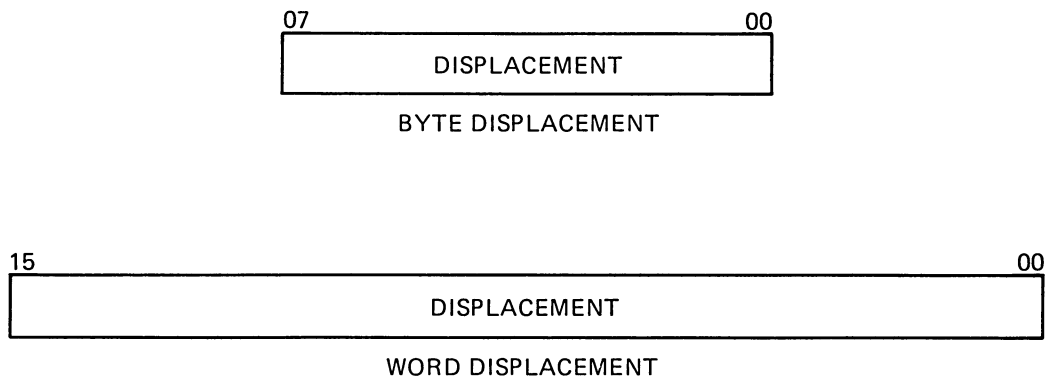 07 00
DISPLACEMENT
BYTE DISPLACEMENT
15 00
DISPLACEMENT
WORD DISPLACEMENT